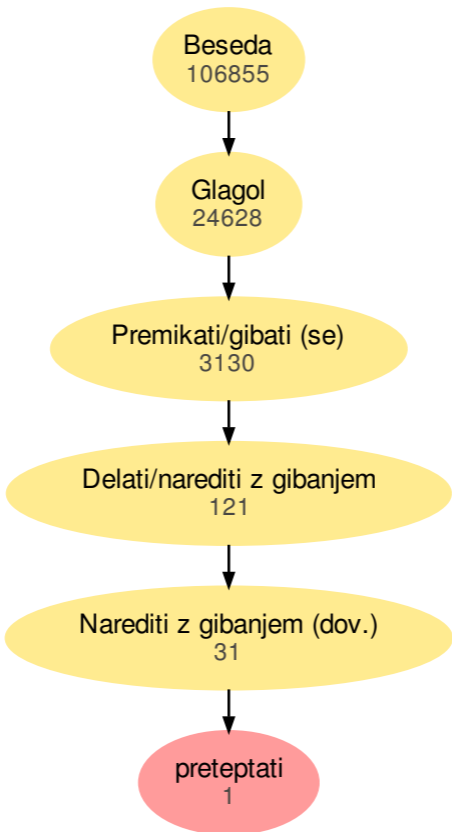 Beseda
106855
Glagol
24628
Premikati/gibati (se)
3130
Delati/narediti z gibanjem
121
Narediti z gibanjem (dov.)
31
preteptati
1